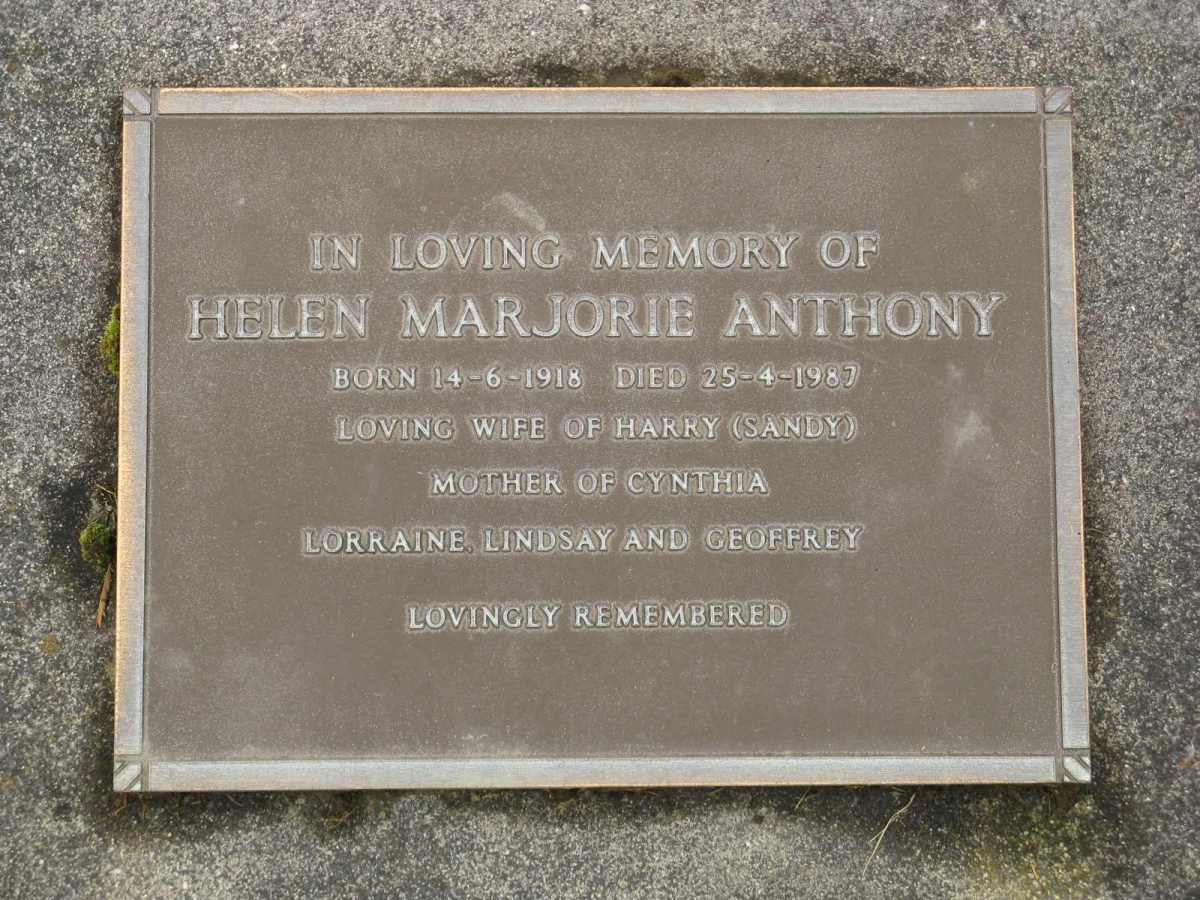 IN LOVING MEMORY OF
HELEN MARJORIE ANTHONY
BORN 14-6-1918 DIED 25-4-1987
LOVING WIFE OF HARRY (SANDY)
MOTHER OF CYNTHIA
LORRAINE, LINDSAY AND GEOFFREY
LOVINGLY REMEMBERED